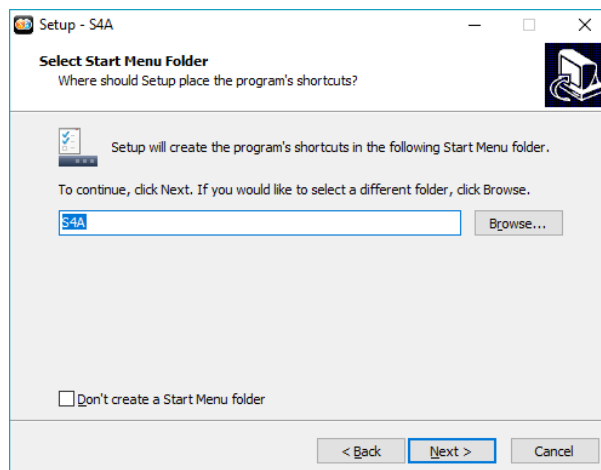 Setup - S4A
Select Start Menu Folder
Where should Setup place the program's shortcuts?
Setup will create the program's shortcuts in the following Start Menu folder.
To continue, click Next. If you would like to select a different folder, click Browse.
S4A
Browse...
Don't create a Start Menu folder
< Back
Next >
Cancel